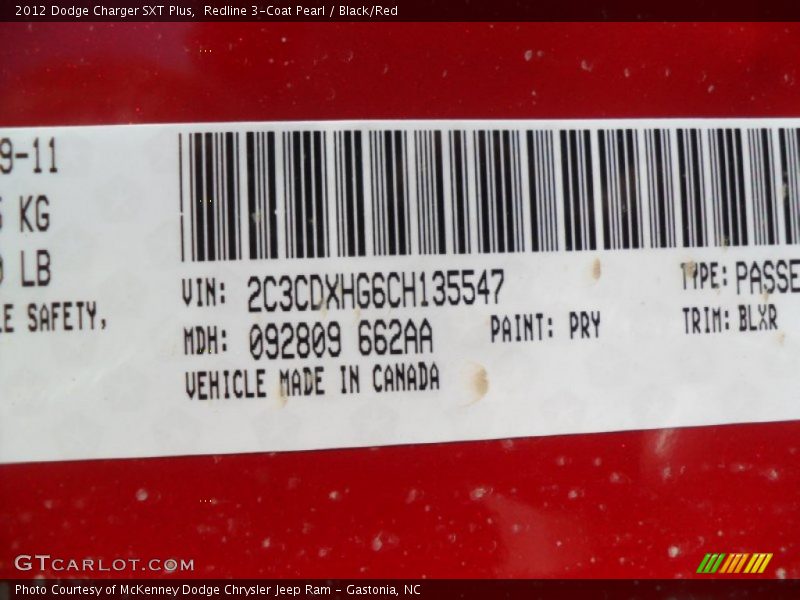 2012 Dodge Charger SXT Plus,  Redline 3-Coat Pearl / Black/Red
9-11
KG
LB
SAFETY,
VIN: 2C3CDXHG6CH135547
TYPE: PASSE
MDH: 092809 662AA
PAINT: PRY
TRIM: BLXR
VEHICLE MADE IN CANADA
GTCARLOT.COM
Photo Courtesy of McKenney Dodge Chrysler Jeep Ram - Gastonia, NC